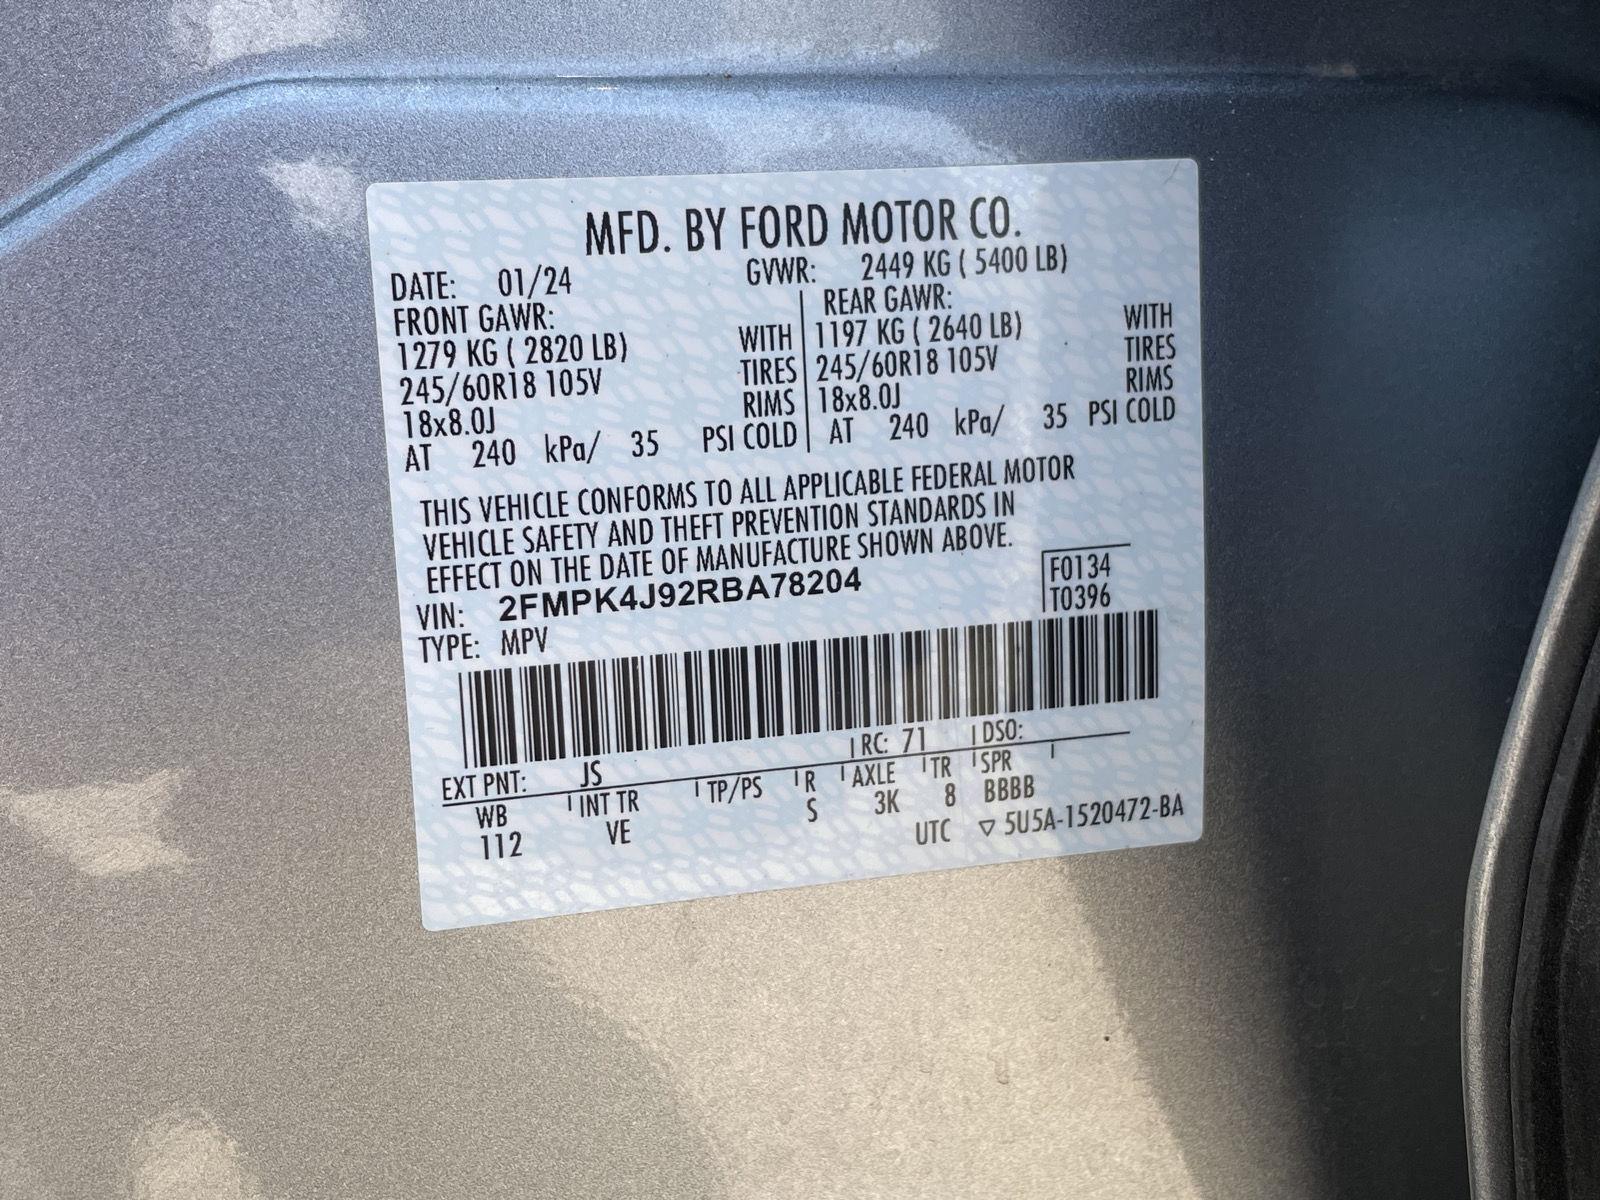 MFD. BY FORD MOTOR CO.
DATE: 01/24 GVWR: 2449 KG ( 5400 LB)
FRONT GAWR: REAR GAWR:
1279 KG ( 2820 LB) WITH 1197 KG ( 2640 LB) WITH
245/60R18 105V TIRES 245/60R18 105V TIRES
18x8.0J RIMS 18x8.0J RIMS
AT 240 kPa/ 35 PSI COLD AT 240 kPa/ 35 PSI COLD
THIS VEHICLE CONFORMS TO ALL APPLICABLE FEDERAL MOTOR
VEHICLE SAFETY AND THEFT PREVENTION STANDARDS IN
EFFECT ON THE DATE OF MANUFACTURE SHOWN ABOVE.
VIN: 2FMPK4J92RBA78204 F0134
TYPE: MPV T0396
EXT PNT: JS RC: 71 DSO:
WB INT TR TP/PS R AXLE TR SPR
112 VE S 3K 8 BBBB
UTC ▽ 5U5A-1520472-BA